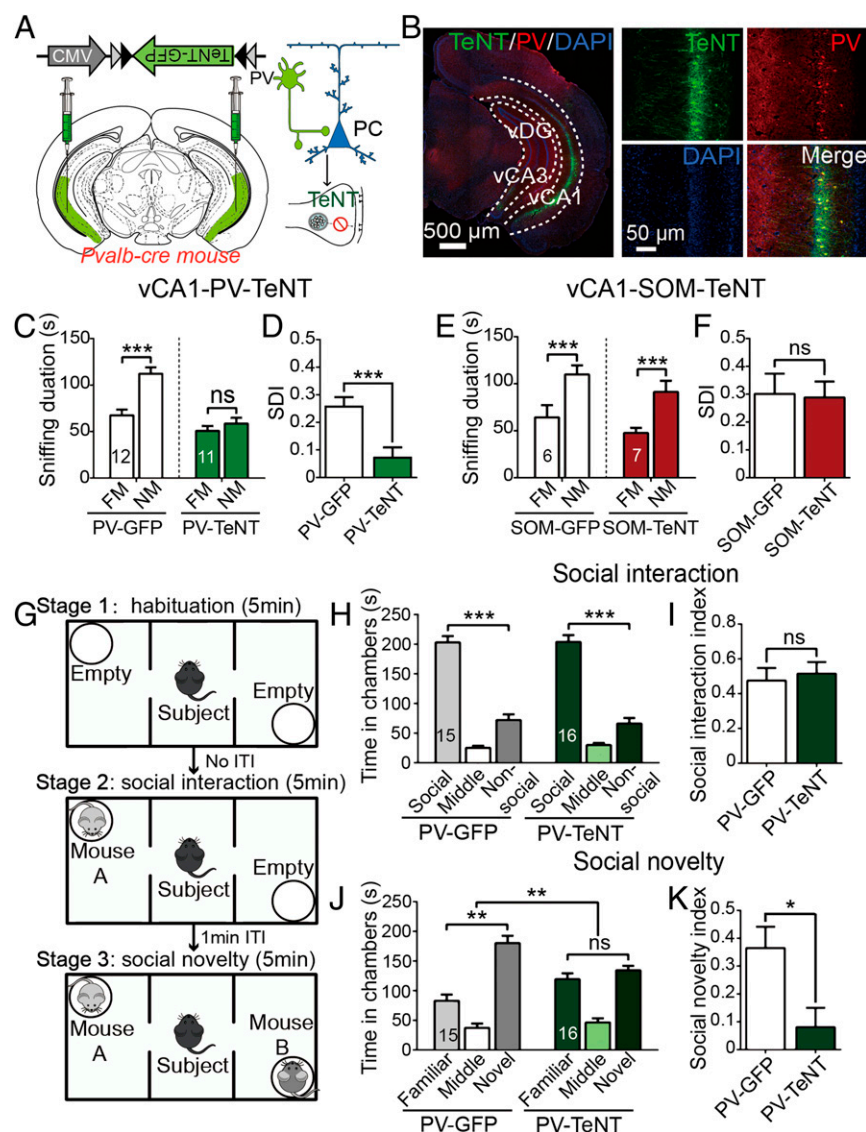 A
CMV
TeNT-GFP
PV
PC
TeNT
Pvalb-cre mouse
B
TeNT/PV/DAPI
vDG
vCA3
vCA1
500 µm
TeNT
PV
DAPI
Merge
50 µm
vCA1-PV-TeNT
vCA1-SOM-TeNT
C
Sniffing duation (s)
150
100
50
0
***
ns
12
11
FM
NM
FM
NM
PV-GFP
PV-TeNT
D
SDI
0.4
0.3
0.2
0.1
0
***
PV-GFP
PV-TeNT
E
Sniffing duation (s)
150
100
50
0
***
***
6
7
FM
NM
FM
NM
SOM-GFP
SOM-TeNT
F
SDI
0.4
0.3
0.2
0.1
0
ns
SOM-GFP
SOM-TeNT
G
Stage 1: habituation (5min)
Empty
Subject
Empty
No ITI
Stage 2: social interaction (5min)
Mouse
A
Subject
Empty
1min ITI
Stage 3: social novelty (5min)
Mouse
A
Subject
Mouse
B
Social interaction
H
Time in chambers (s)
250
200
150
100
50
0
***
***
15
16
Social
Middle
Non-
social
Social
Middle
Non-
social
PV-GFP
PV-TeNT
I
Social interaction index
0.8
0.6
0.4
0.2
0
ns
PV-GFP
PV-TeNT
Social novelty
J
Time in chambers (s)
250
200
150
100
50
0
**
**
ns
15
16
Familiar
Middle
Novel
Familiar
Middle
Novel
PV-GFP
PV-TeNT
K
Social novelty index
0.5
0.4
0.3
0.2
0.1
0
*
PV-GFP
PV-TeNT